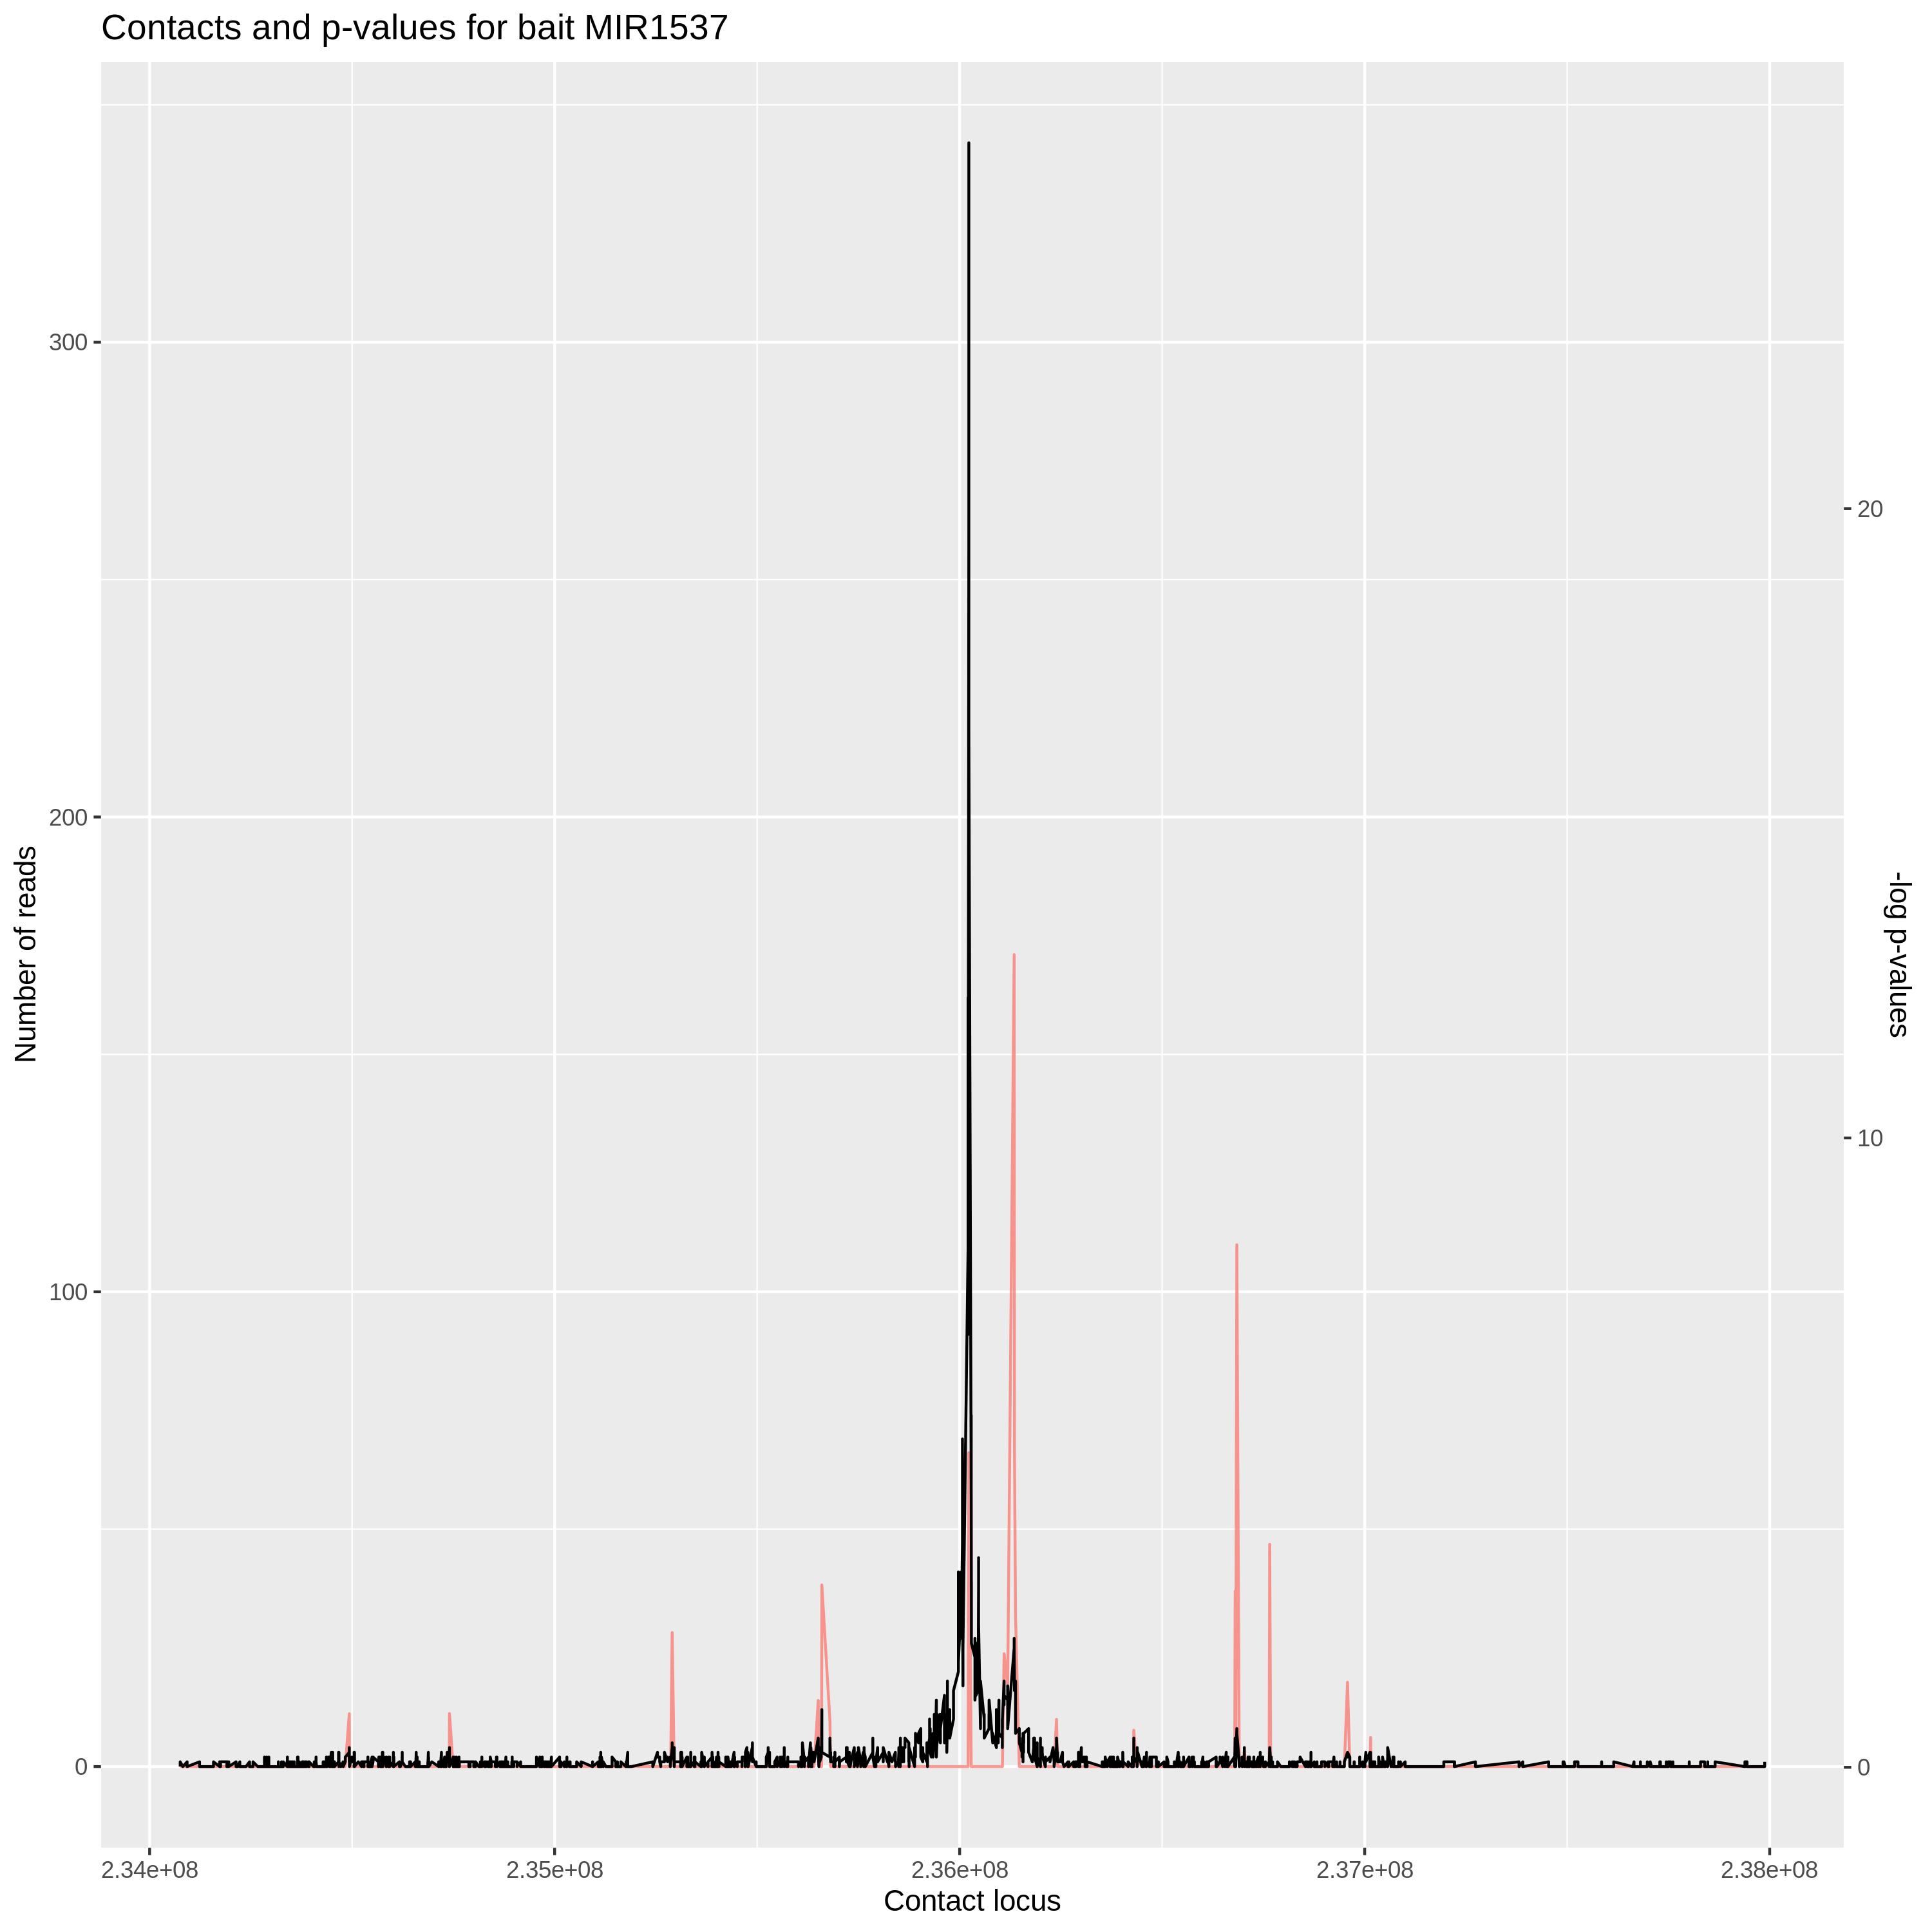 Contacts and p-values for bait MIR1537
300
200
100
0
Number of reads
20
10
0
-log p-values
2.34e+08
2.35e+08
2.36e+08
2.37e+08
2.38e+08
Contact locus